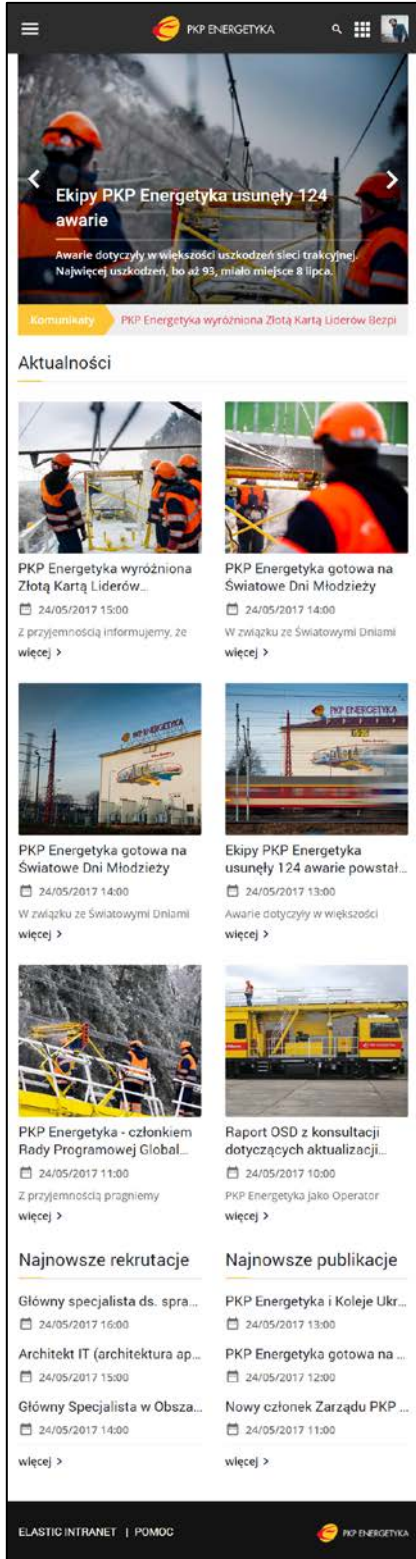 PKP ENERGETYKA
Ekipy PKP Energetyka usunęły 124
awarie
Awarie dotyczyły w większości uszkodzeń sieci trakcyjnej.
Najwięcej uszkodzeń, bo aż 93, miało miejsce 8 lipca.
Komunikaty PKP Energetyka wyróżniona Złotą Kartą Liderów Bezpi
Aktualności
PKP Energetyka wyróżniona
Złotą Kartą Liderów...
24/05/2017 15:00
Z przyjemnością informujemy, że
więcej >
PKP Energetyka gotowa na
Światowe Dni Młodzieży
24/05/2017 14:00
W związku ze Światowymi Dniami
więcej >
PKP ENERGETYKA
PKP Energetyka gotowa na
Światowe Dni Młodzieży
24/05/2017 14:00
W związku ze Światowymi Dniami
więcej >
PKP ENERGETYKA
Ekipy PKP Energetyka
usunęły 124 awarie powstał...
24/05/2017 13:00
Awarie dotyczyły w większości
więcej >
PKP Energetyka - członkiem
Rady Programowej Global...
24/05/2017 11:00
Z przyjemnością pragniemy
więcej >
Raport OSD z konsultacji
dotyczących aktualizacji...
24/05/2017 10:00
PKP Energetyka jako Operator
więcej >
Najnowsze rekrutacje
Główny specjalista ds. spra...
24/05/2017 16:00
Architekt IT (architektura ap...
24/05/2017 15:00
Główny Specjalista w Obsza...
24/05/2017 14:00
więcej >
Najnowsze publikacje
PKP Energetyka i Koleje Ukr...
24/05/2017 13:00
PKP Energetyka gotowa na ...
24/05/2017 12:00
Nowy członek Zarządu PKP ...
24/05/2017 11:00
więcej >
ELASTIC INTRANET | POMOC
PKP ENERGETYKA